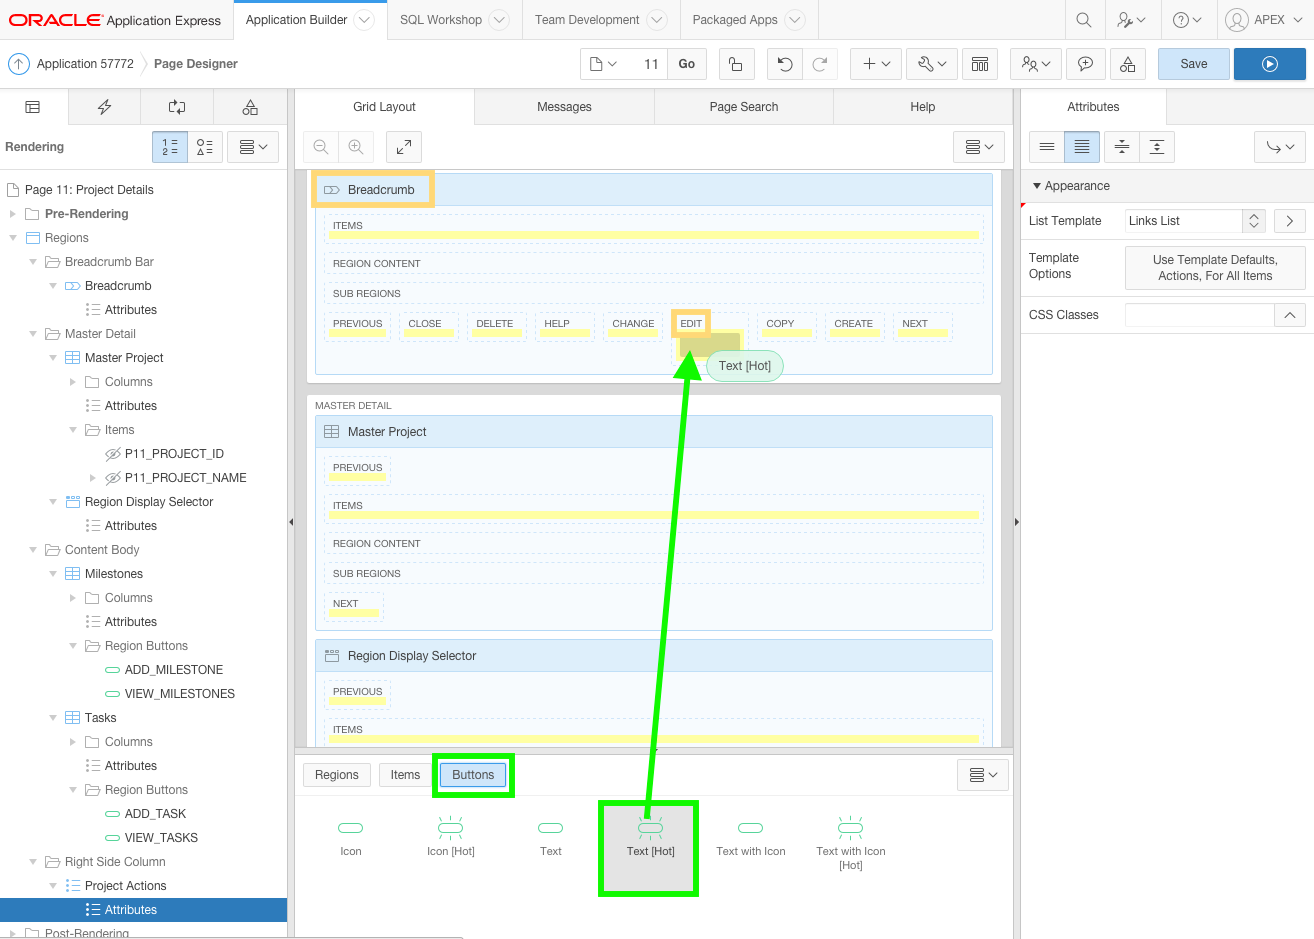 ORACLE Application Express
Application Builder
SQL Workshop
Team Development
Packaged Apps
APEX
Application 57772
Page Designer
11
Go
Save
Grid Layout
Messages
Page Search
Help
Attributes
Rendering
Page 11: Project Details
Pre-Rendering
Regions
Breadcrumb Bar
Breadcrumb
Attributes
Master Detail
Master Project
Columns
Attributes
Items
P11_PROJECT_ID
P11_PROJECT_NAME
Region Display Selector
Attributes
Content Body
Milestones
Columns
Attributes
Region Buttons
ADD_MILESTONE
VIEW_MILESTONES
Tasks
Columns
Attributes
Region Buttons
ADD_TASK
VIEW_TASKS
Right Side Column
Project Actions
Attributes
Post-Rendering
Breadcrumb
ITEMS
REGION CONTENT
SUB REGIONS
PREVIOUS
CLOSE
DELETE
HELP
CHANGE
EDIT
COPY
CREATE
NEXT
Text [Hot]
MASTER DETAIL
Master Project
PREVIOUS
ITEMS
REGION CONTENT
SUB REGIONS
NEXT
Region Display Selector
PREVIOUS
ITEMS
Regions
Items
Buttons
Icon
Icon [Hot]
Text
Text [Hot]
Text with Icon
Text with Icon
[Hot]
Appearance
List Template
Links List
Template
Options
Use Template Defaults,
Actions, For All Items
CSS Classes